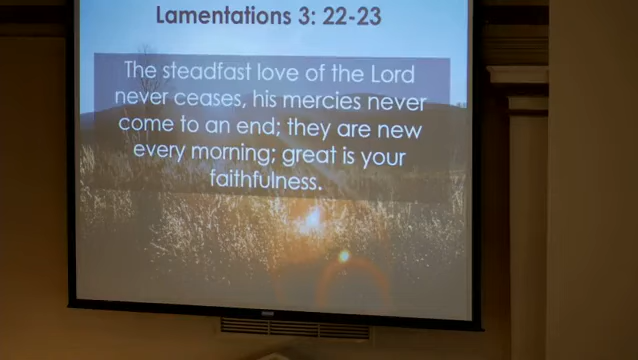 Lamentations 3: 22-23
The steadfast love of the Lord
never ceases, his mercies never
come to an end; they are new
every morning; great is your
faithfulness.